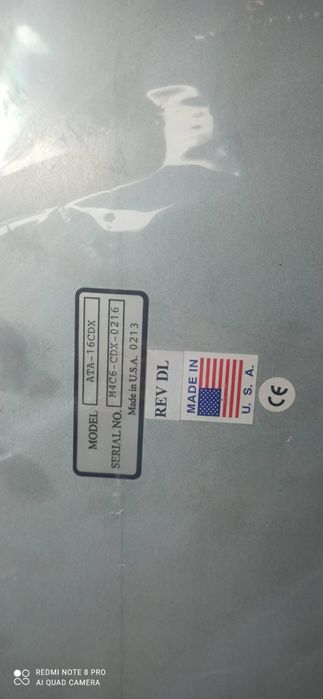 MODEL ATA-16CDX
SERIAL NO. M4C6-CDX-0216
Made in U.S.A. 0213
REV DL
MADE IN
U. S. A.
CE
REDMI NOTE 8 PRO
AI QUAD CAMERA